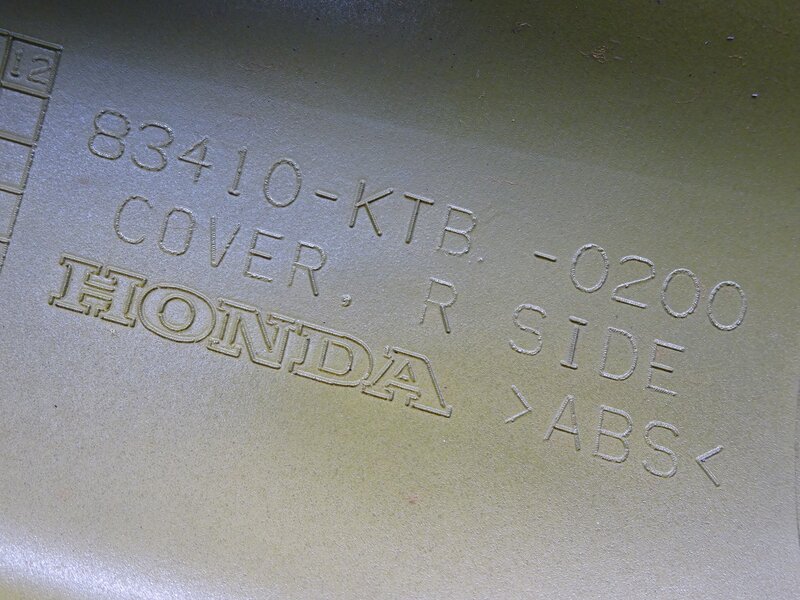 12
83410-KTB. -0200
COVER, R SIDE
HONDA >ABS<